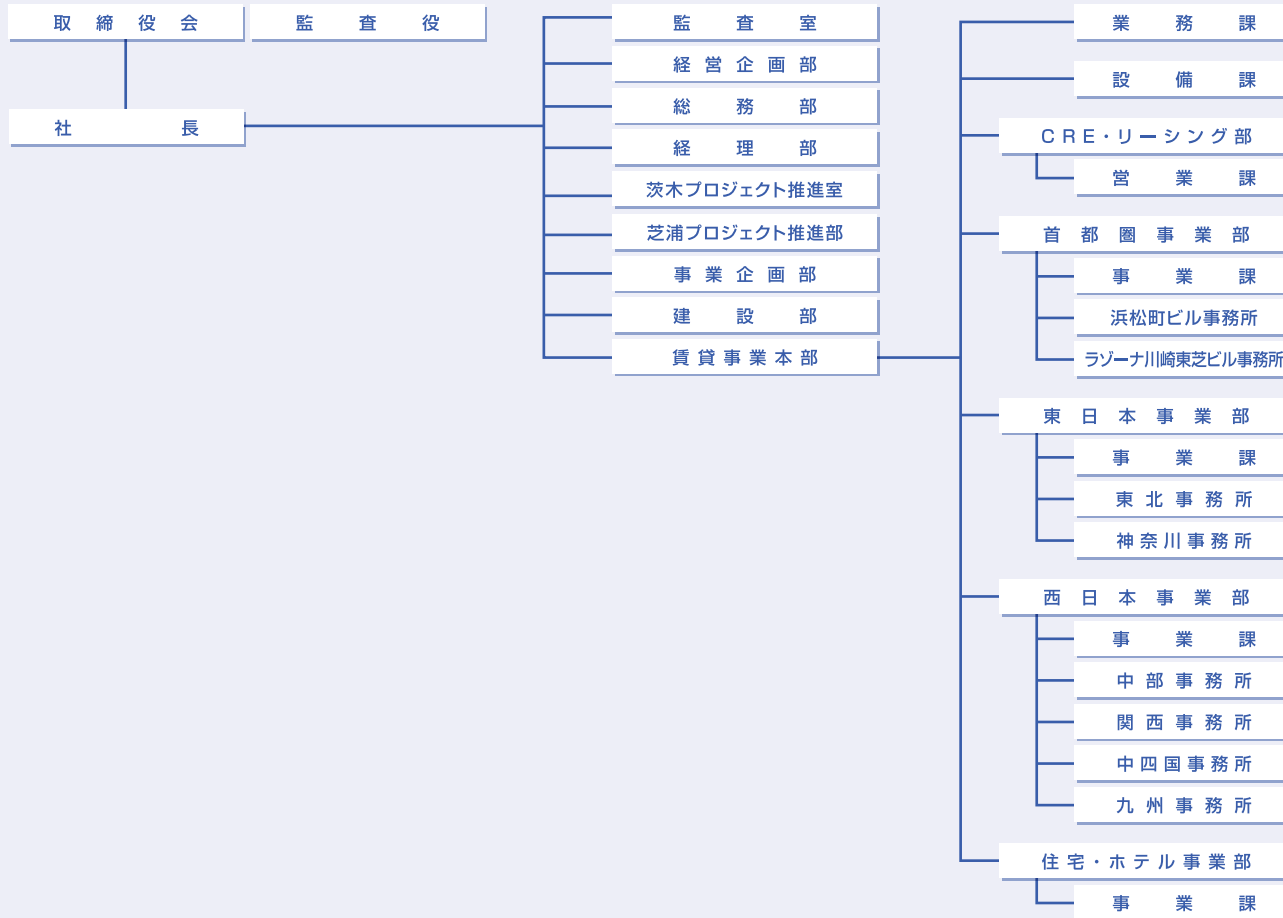 取締役会
監査役
社長
監査室
経営企画部
総務部
経理部
茨木プロジェクト推進室
芝浦プロジェクト推進部
事業企画部
建設部
賃貸事業本部
業務課
設備課
CRE・リーシング部
営業課
首都圏事業部
事業課
浜松町ビル事務所
ラゾーナ川崎東芝ビル事務所
東日本事業部
事業課
東北事務所
神奈川事務所
西日本事業部
事業課
中部事務所
関西事務所
中四国事務所
九州事務所
住宅・ホテル事業部
事業課